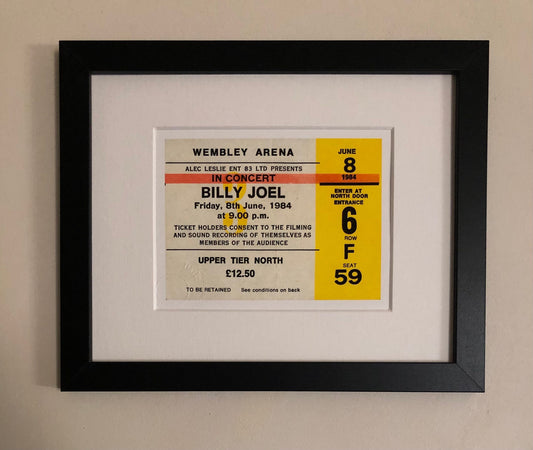 WEMBLEY ARENA
ALEC LESLIE ENT 83 LTD PRESENTS
IN CONCERT
BILLY JOEL
Friday, 8th June, 1984
at 9.00 p.m.
TICKET HOLDERS CONSENT TO THE FILMING
AND SOUND RECORDING OF THEMSELVES AS
MEMBERS OF THE AUDIENCE
UPPER TIER NORTH
£12.50
TO BE RETAINED See conditions on back
JUNE
8
1984
ENTER AT
NORTH DOOR
ENTRANCE
6
ROW
F
SEAT
59